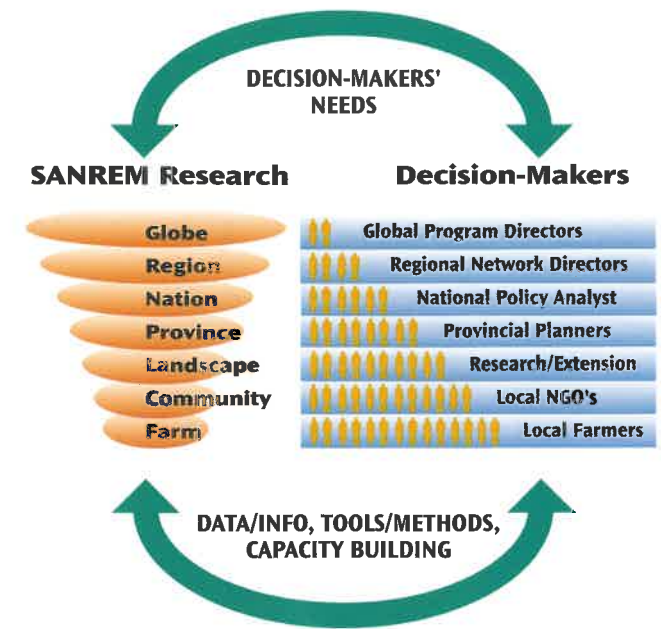 DECISION-MAKERS'
NEEDS
SANREM Research
Decision-Makers
Globe
Global Program Directors
Region
Regional Network Directors
Nation
National Policy Analyst
Province
Provincial Planners
Landscape
Research/Extension
Community
Local NGO's
Farm
Local Farmers
DATA/INFO, TOOLS/METHODS,
CAPACITY BUILDING